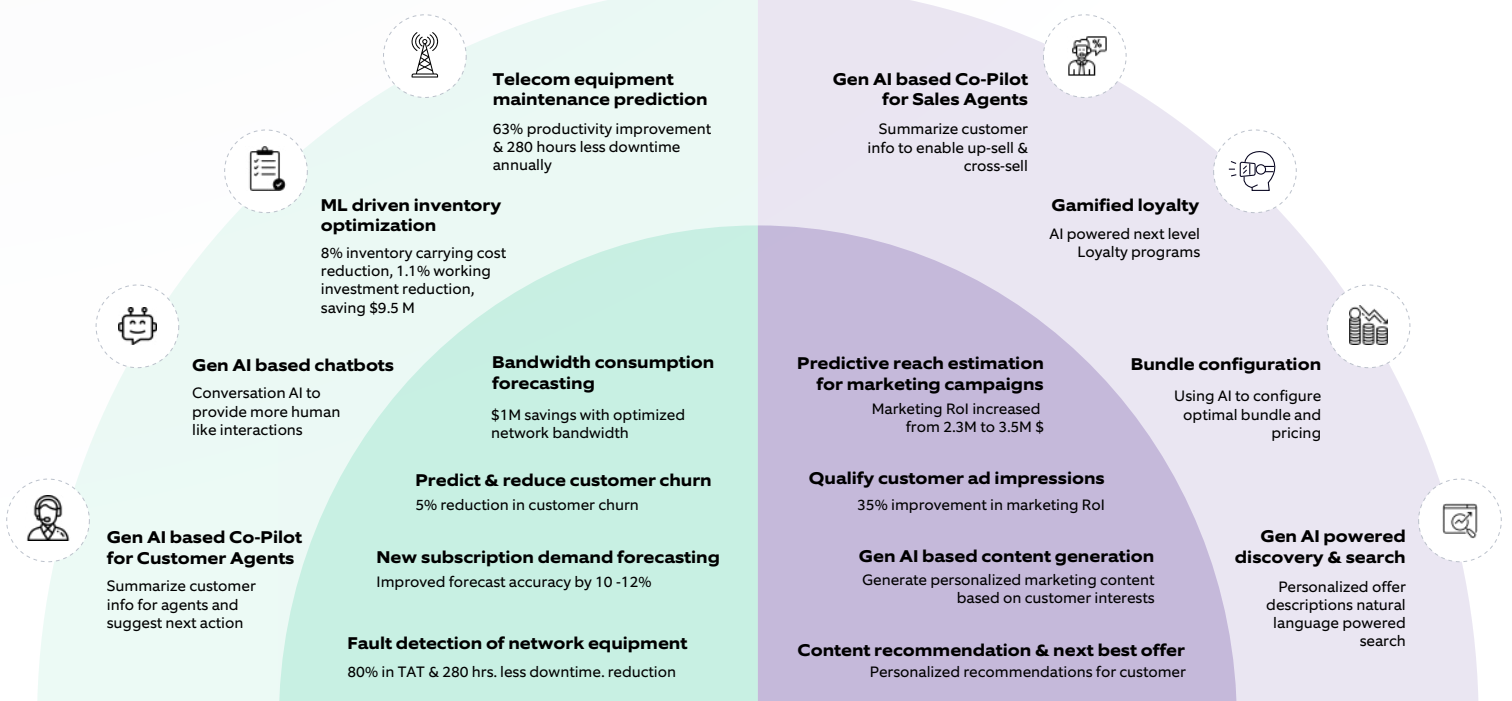 Telecom equipment
maintenance prediction
63% productivity improvement
& 280 hours less downtime
annually
ML driven inventory
optimization
8% inventory carrying cost
reduction, 1.1% working
investment reduction,
saving $9.5 M
Gen AI based chatbots
Conversation AI to
provide more human
like interactions
Gen AI based Co-Pilot
for Customer Agents
Summarize customer
info for agents and
suggest next action
Bandwidth consumption
forecasting
$1M savings with optimized
network bandwidth
Predict & reduce customer churn
5% reduction in customer churn
New subscription demand forecasting
Improved forecast accuracy by 10 -12%
Fault detection of network equipment
80% in TAT & 280 hrs. less downtime. reduction
Gen AI based Co-Pilot
for Sales Agents
Summarize customer
info to enable up-sell &
cross-sell
%
Gamified loyalty
AI powered next level
Loyalty programs
Bundle configuration
Using AI to configure
optimal bundle and
pricing
Gen AI powered
discovery & search
Personalized offer
descriptions natural
language powered
search
Predictive reach estimation
for marketing campaigns
Marketing RoI increased
from 2.3M to 3.5M $
Qualify customer ad impressions
35% improvement in marketing RoI
Gen AI based content generation
Generate personalized marketing content
based on customer interests
Content recommendation & next best offer
Personalized recommendations for customer